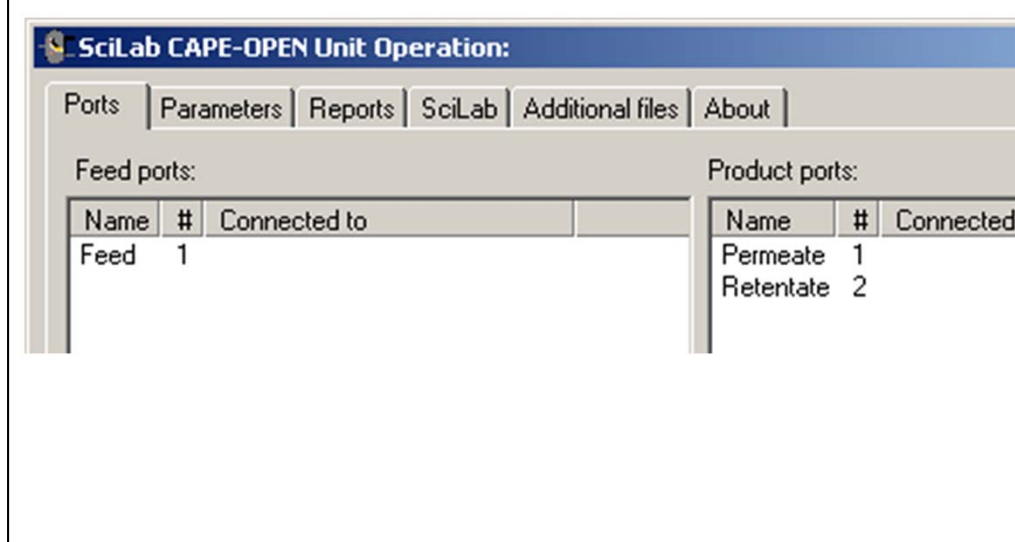 SciLab CAPE-OPEN Unit Operation:
Ports Parameters Reports SciLab Additional files About
Feed ports:
Name # Connected to
Feed 1
Product ports:
Name # Connected
Permeate 1
Retentate 2